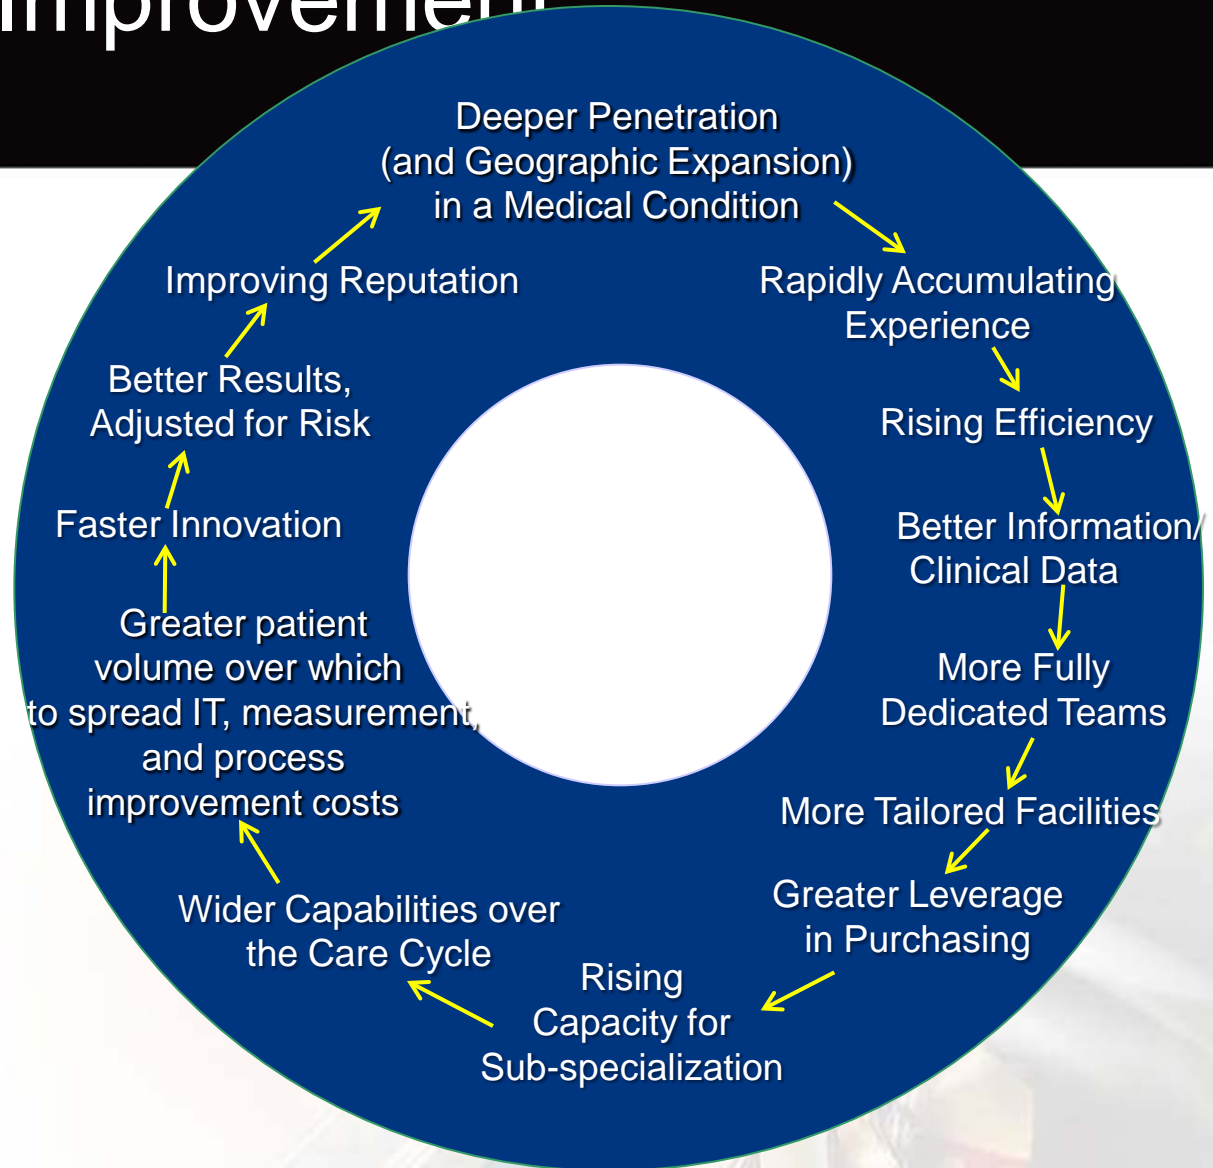 Improvement
Deeper Penetration
(and Geographic Expansion)
in a Medical Condition
Rapidly Accumulating
Experience
Rising Efficiency
Better Information/
Clinical Data
More Fully
Dedicated Teams
More Tailored Facilities
Greater Leverage
in Purchasing
Rising
Capacity for
Sub-specialization
Wider Capabilities over
the Care Cycle
Greater patient
volume over which
to spread IT, measurement,
and process
improvement costs
Faster Innovation
Better Results,
Adjusted for Risk
Improving Reputation